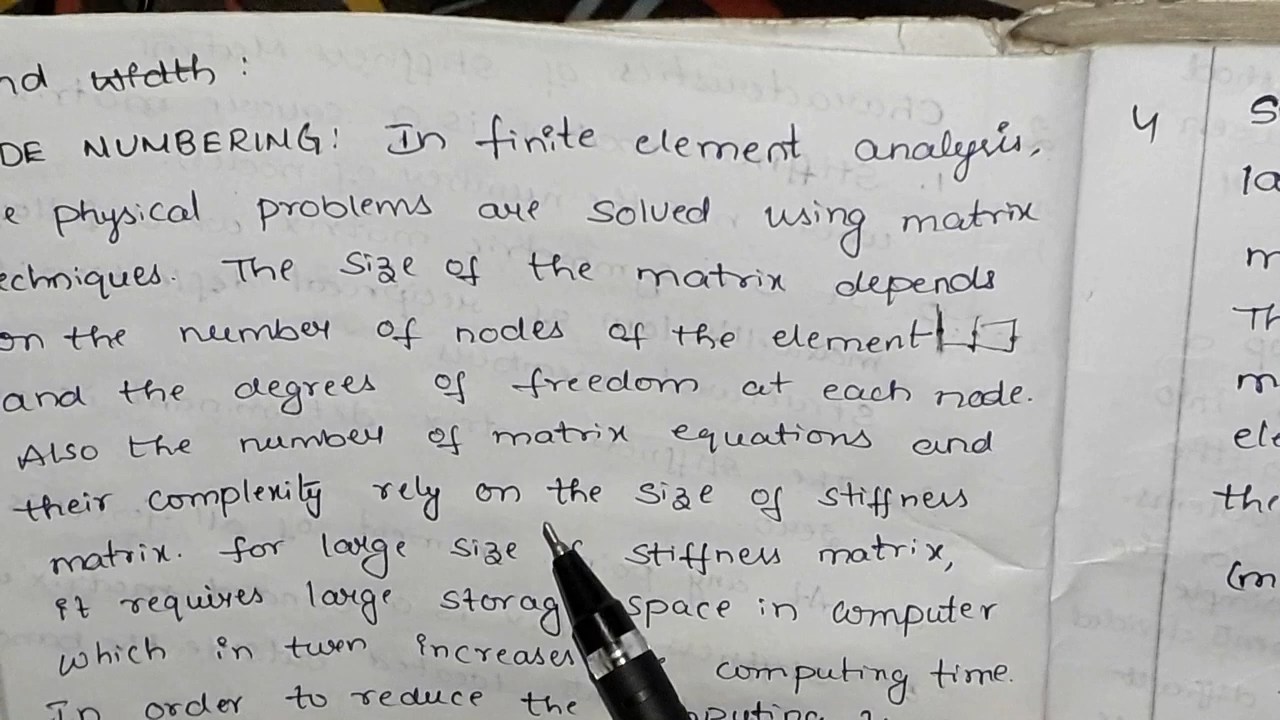 nd width :
DE NUMBERING: In finite element analysis,
e physical problems are solved using matrix
echniques. The size of the matrix depends
on the number of nodes of the element
and the degrees of freedom at each node.
Also the number of matrix equations and
their complexity rely on the size of stiffness
matrix. for large size stiffness matrix,
it requires large storag space in computer
which in turn increases computing time.
In order to reduce the
4
S
la
m
Th
m
ele
the
(m